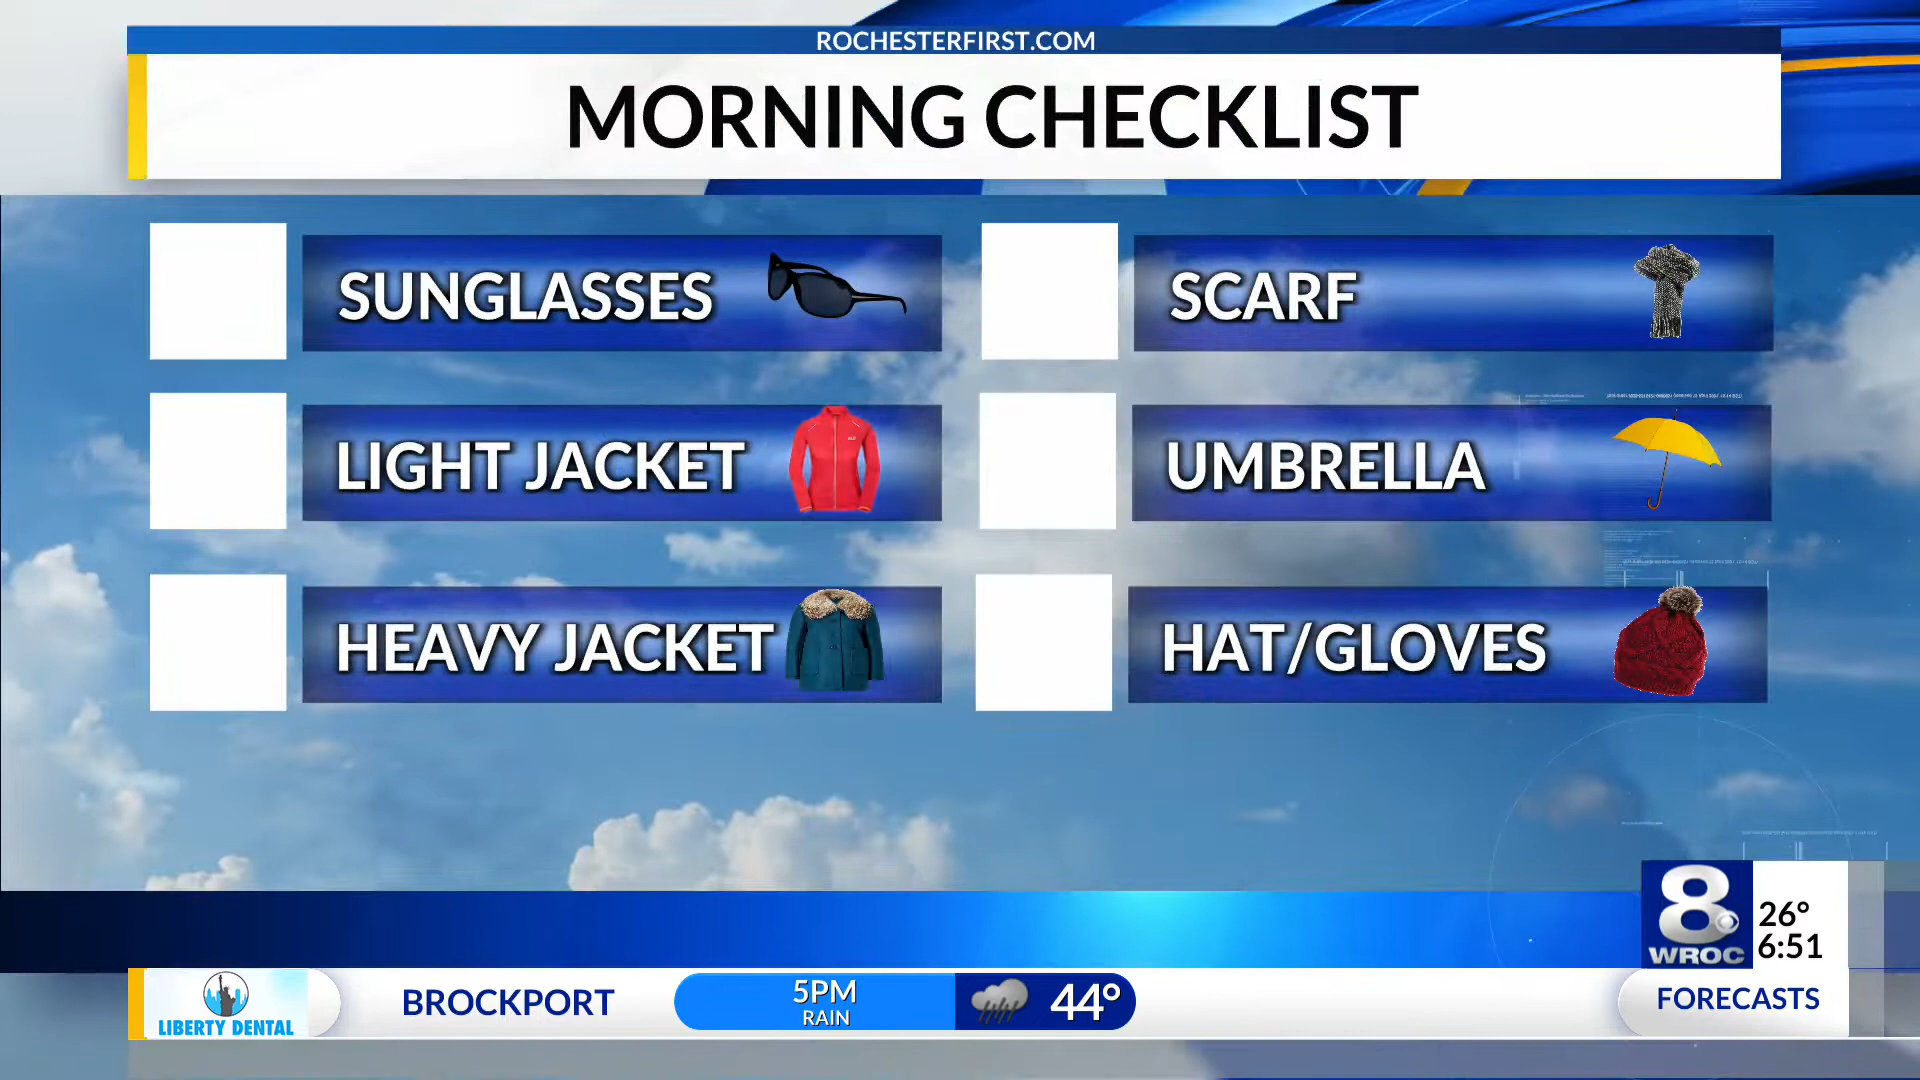 ROCHESTERFIRST.COM
MORNING CHECKLIST
SUNGLASSES
SCARF
LIGHT JACKET
UMBRELLA
HEAVY JACKET
HAT/GLOVES
8
WROC
26°
6:51
LIBERTY DENTAL
BROCKPORT
5PM
RAIN
44°
FORECASTS